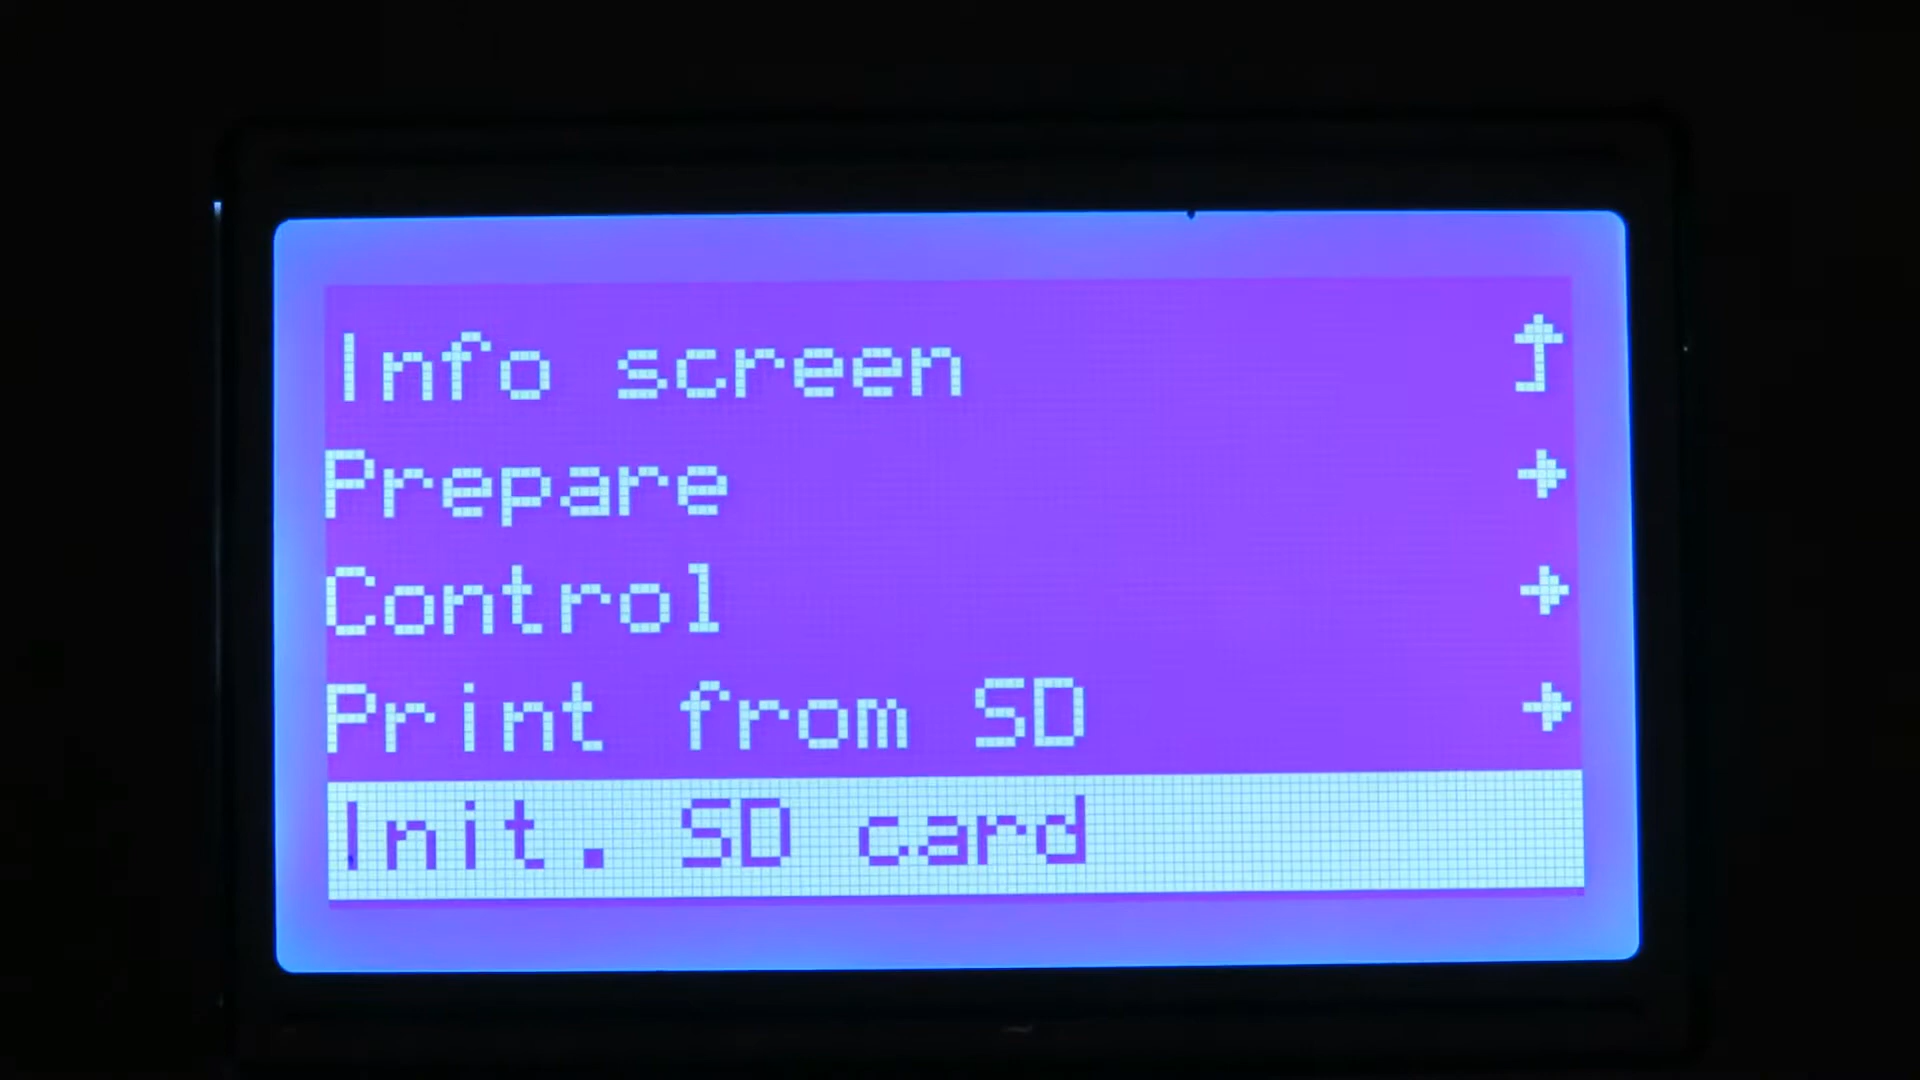 Info screen
Prepare
Control
Print from SD
Init. SD card